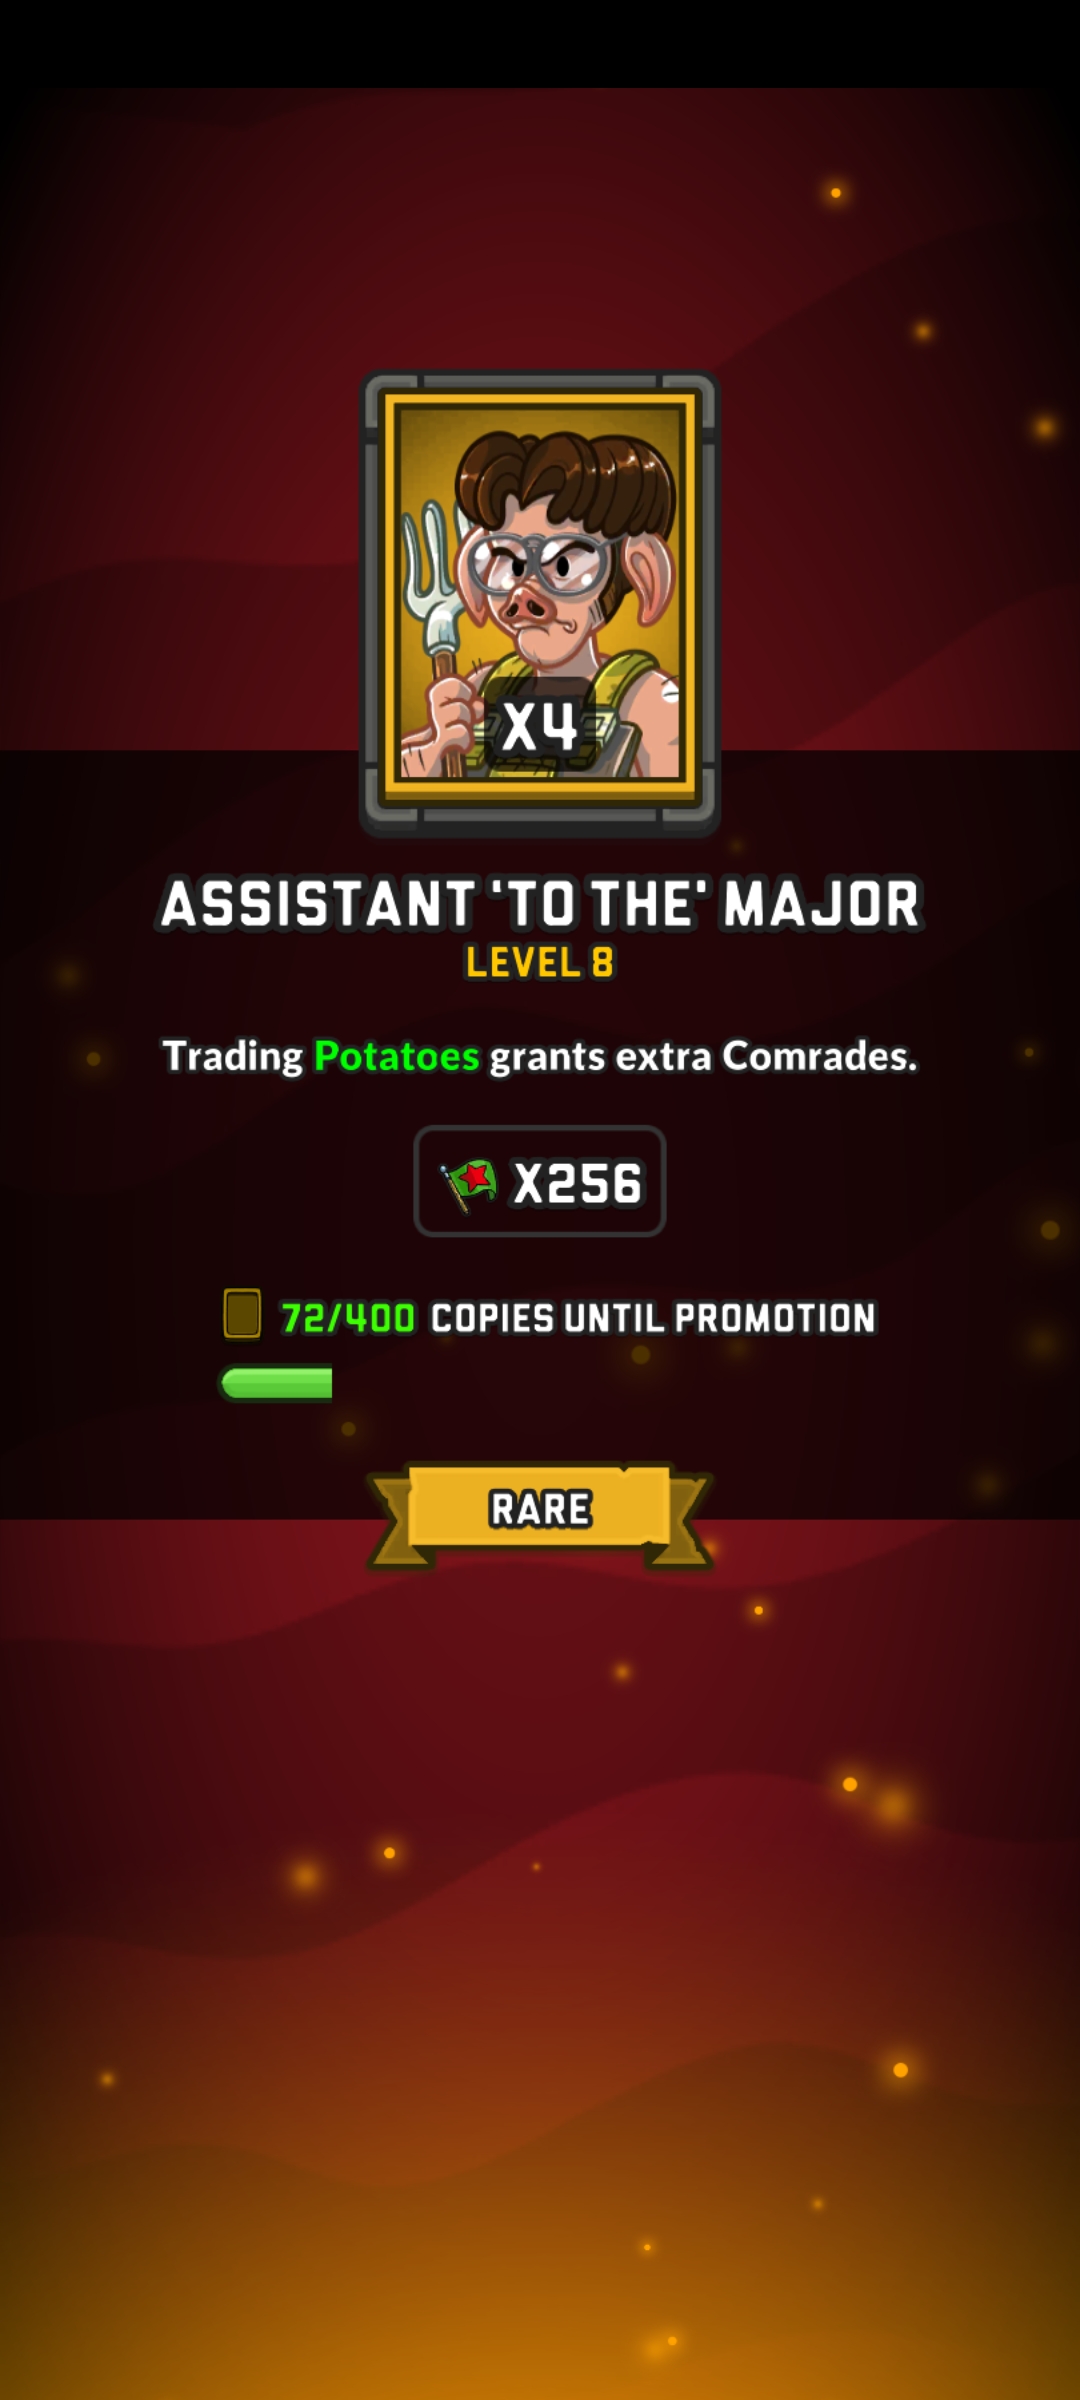 X4
ASSISTANT 'TO THE' MAJOR
LEVEL 8
Trading Potatoes grants extra Comrades.
X256
72/400 COPIES UNTIL PROMOTION
RARE